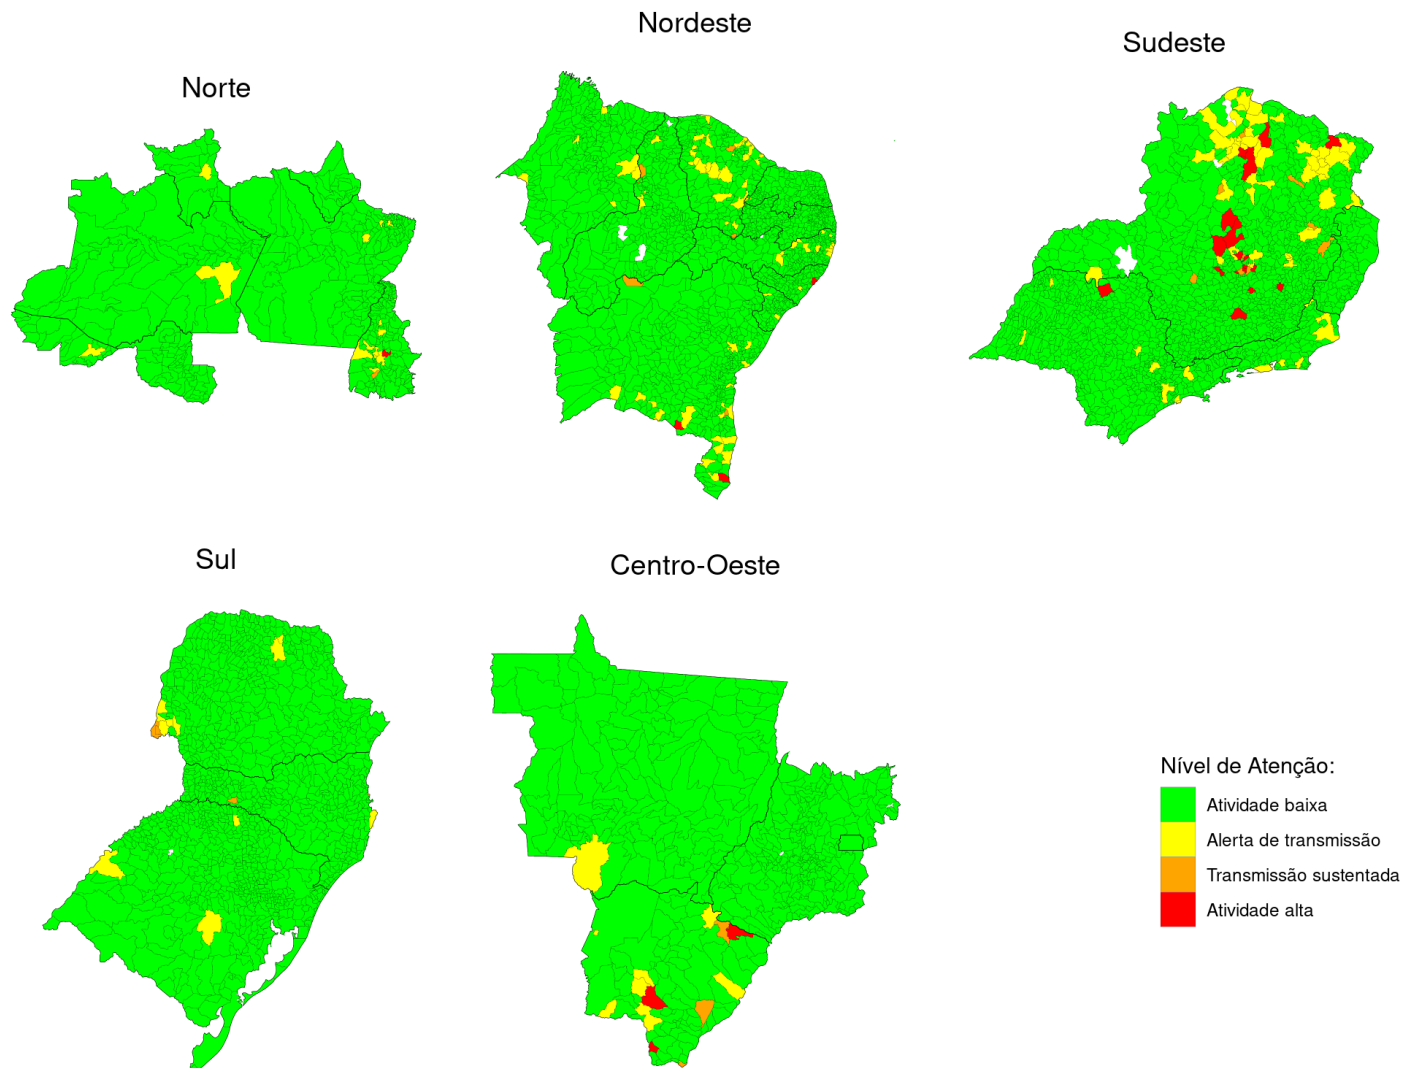 Nordeste
Sudeste
Norte
Sul
Centro-Oeste
Nível de Atenção:
Atividade baixa
Alerta de transmissão
Transmissão sustentada
Atividade alta